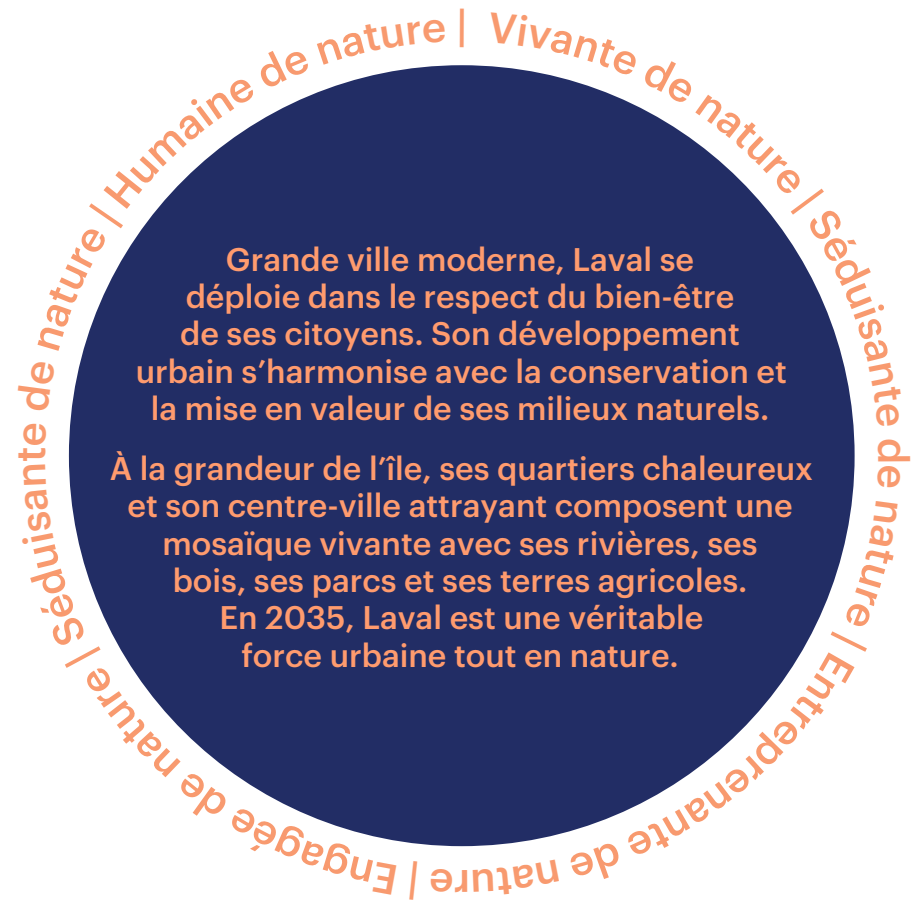 Vivante de nature | Séduisante de nature | Entreprenante de nature | Engagée de nature | Séduisante de nature | Humaine de nature |
Grande ville moderne, Laval se
déploie dans le respect du bien-être
de ses citoyens. Son développement
urbain s’harmonise avec la conservation et
la mise en valeur de ses milieux naturels.
À la grandeur de l’île, ses quartiers chaleureux
et son centre-ville attrayant composent une
mosaïque vivante avec ses rivières, ses
bois, ses parcs et ses terres agricoles.
En 2035, Laval est une véritable
force urbaine tout en nature.